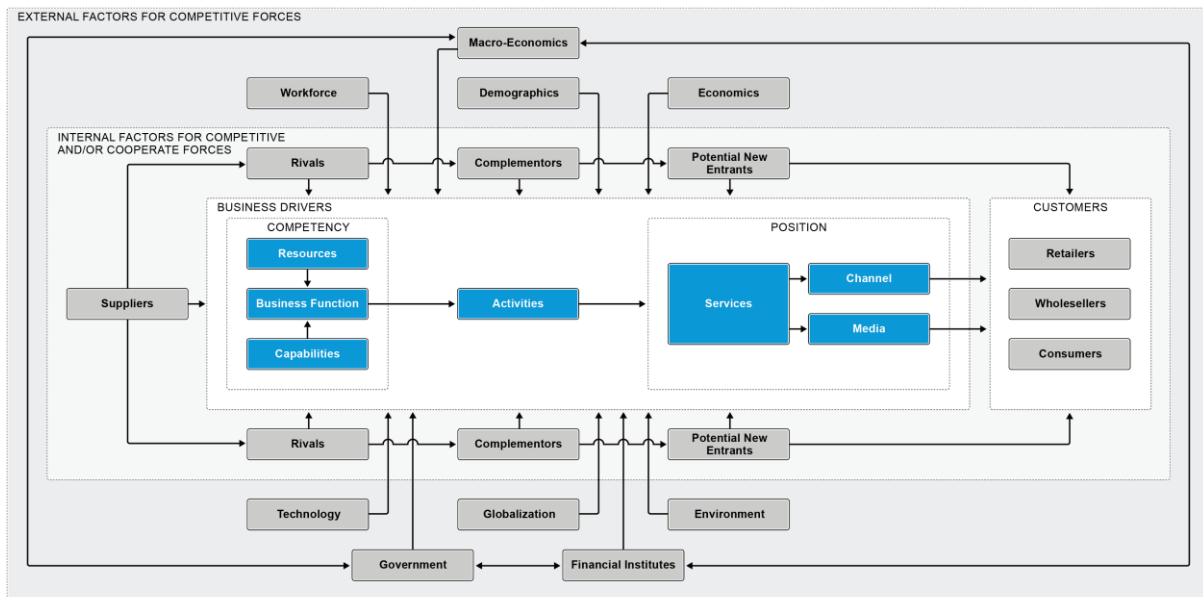 EXTERNAL FACTORS FOR COMPETITIVE FORCES
Macro-Economics
Workforce
Demographics
Economics
INTERNAL FACTORS FOR COMPETITIVE
AND/OR COOPERATE FORCES
Rivals
Complementors
Potential New
Entrants
BUSINESS DRIVERS
CUSTOMERS
COMPETENCY
POSITION
Resources
Retailers
Channel
Suppliers
Business Function
Activities
Services
Wholesellers
Media
Capabilities
Consumers
Rivals
Complementors
Potential New
Entrants
Technology
Globalization
Environment
Government
Financial Institutes